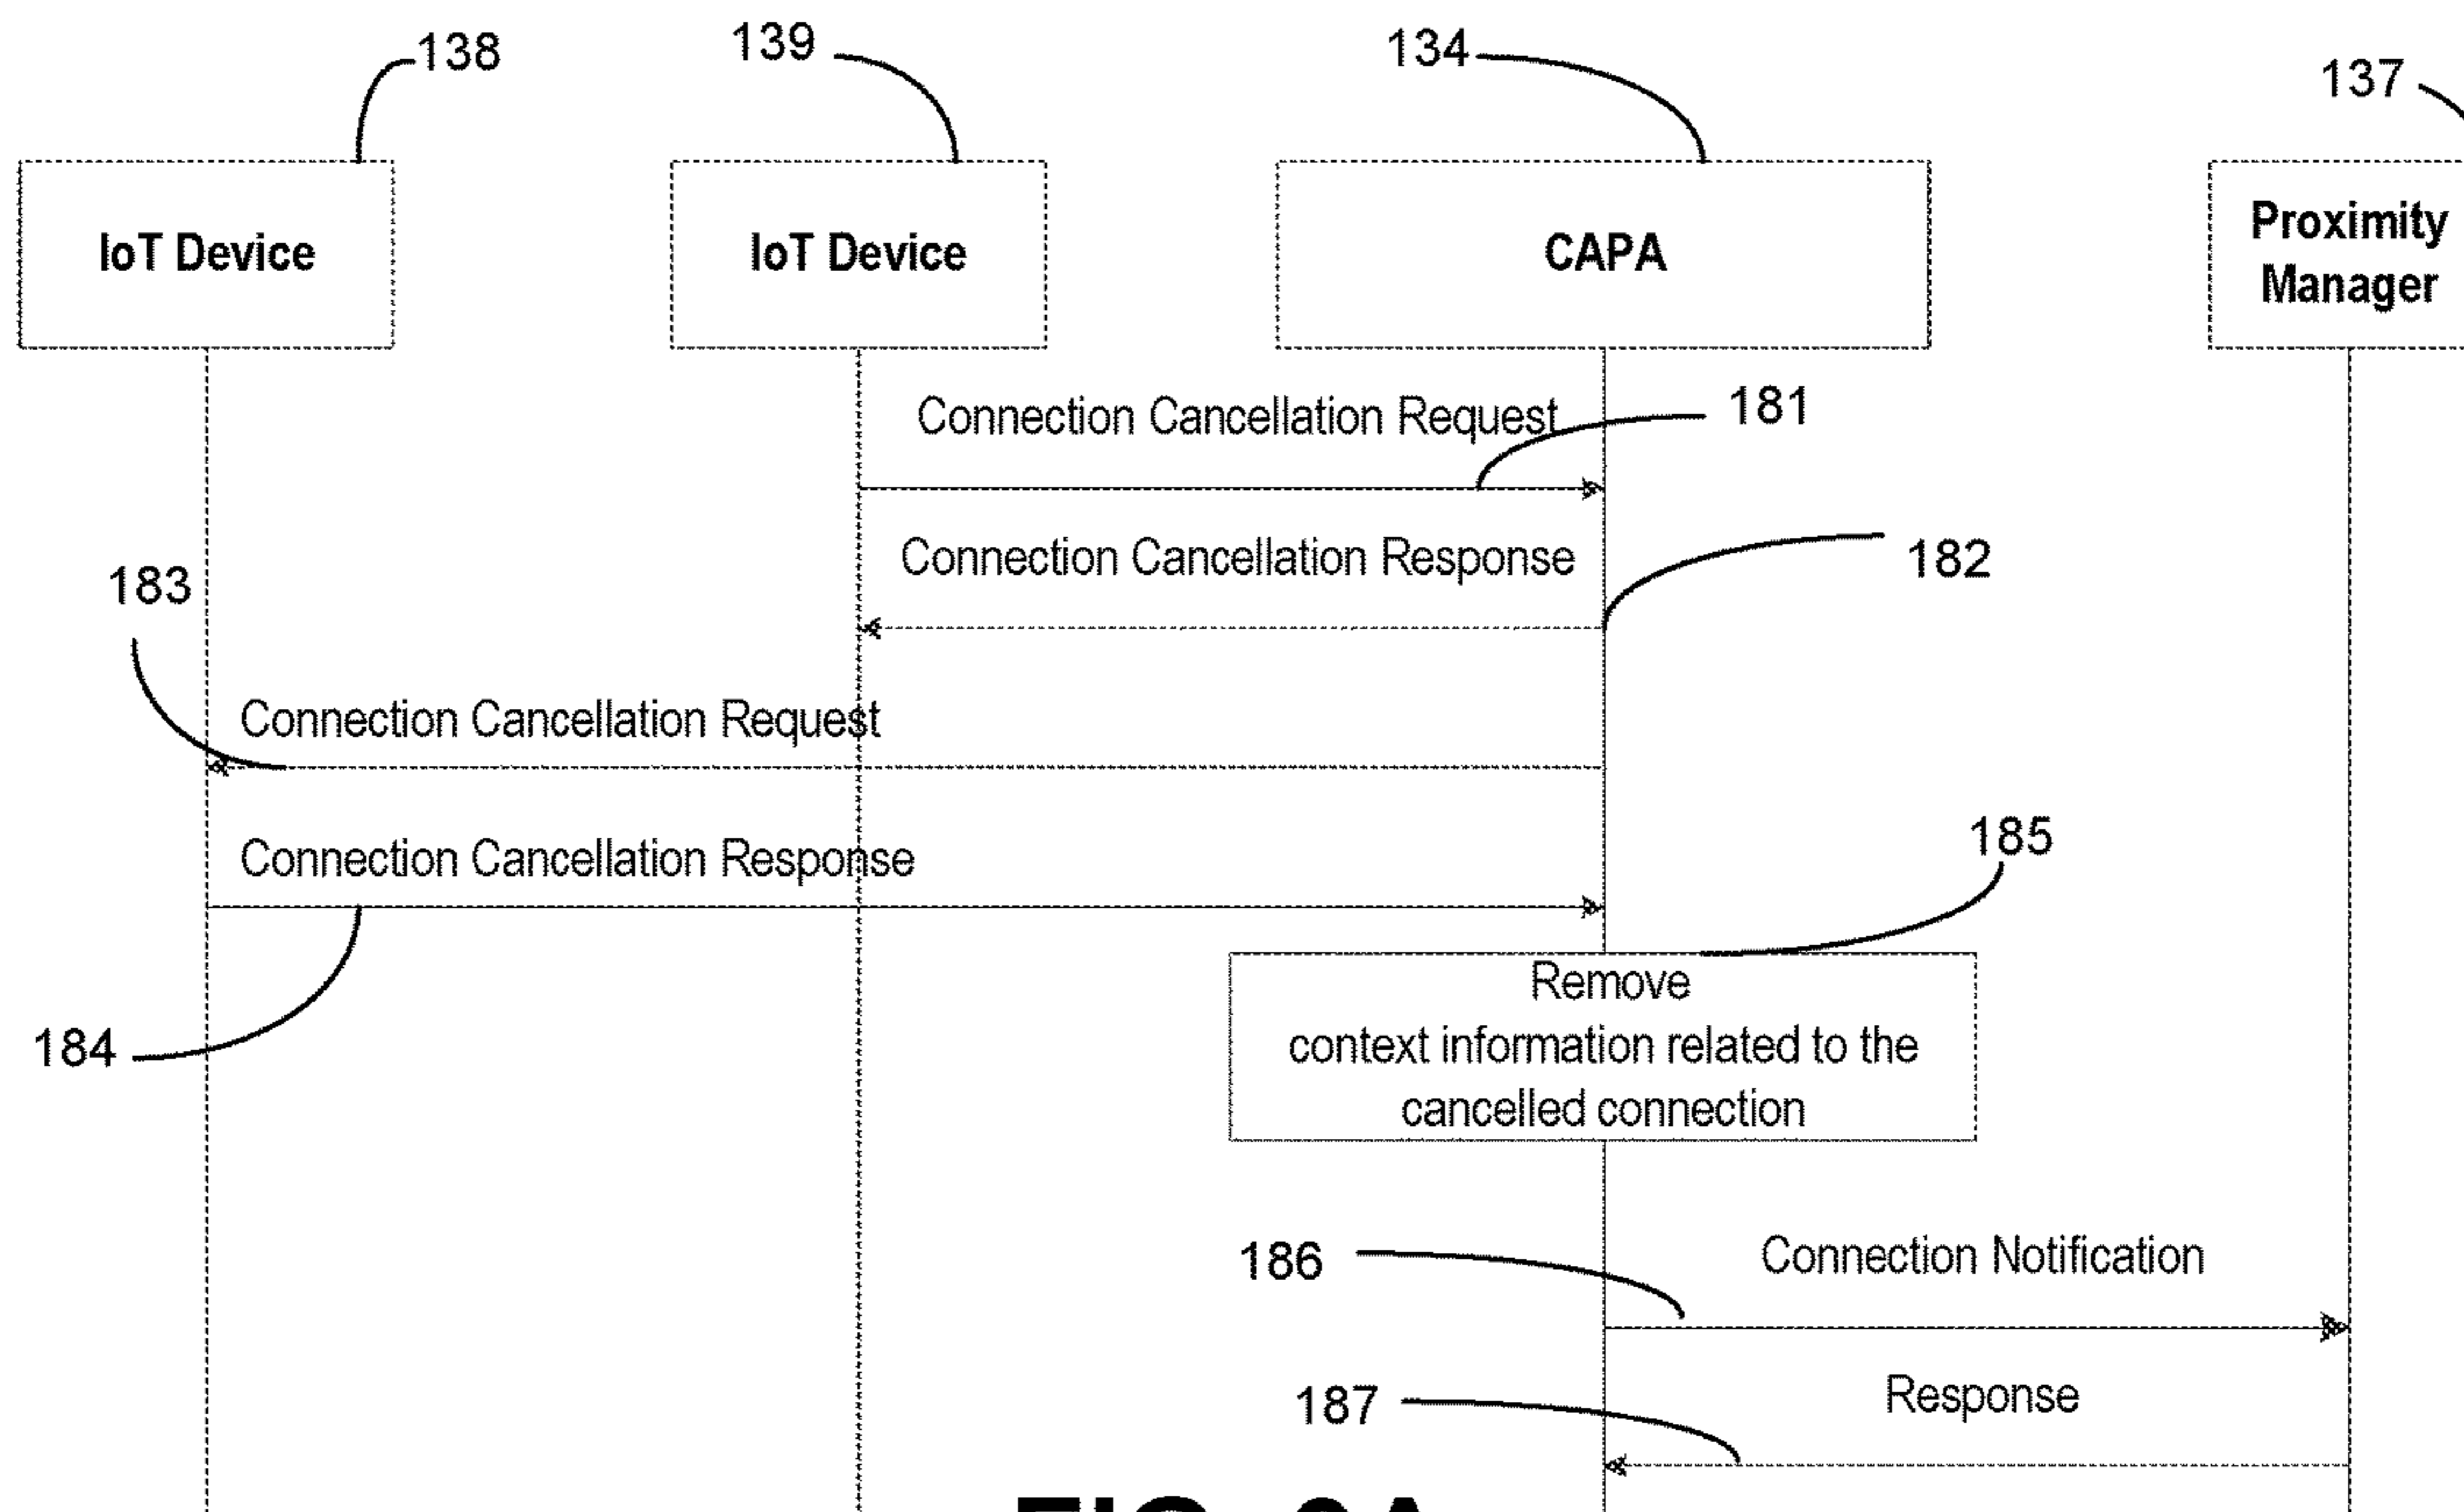 138
139
134
137
IoT Device
IoT Device
CAPA
Proximity
Manager
Connection Cancellation Request
181
Connection Cancellation Response
182
183
Connection Cancellation Request
Connection Cancellation Response
185
184
Remove
context information related to the
cancelled connection
186
Connection Notification
187
Response